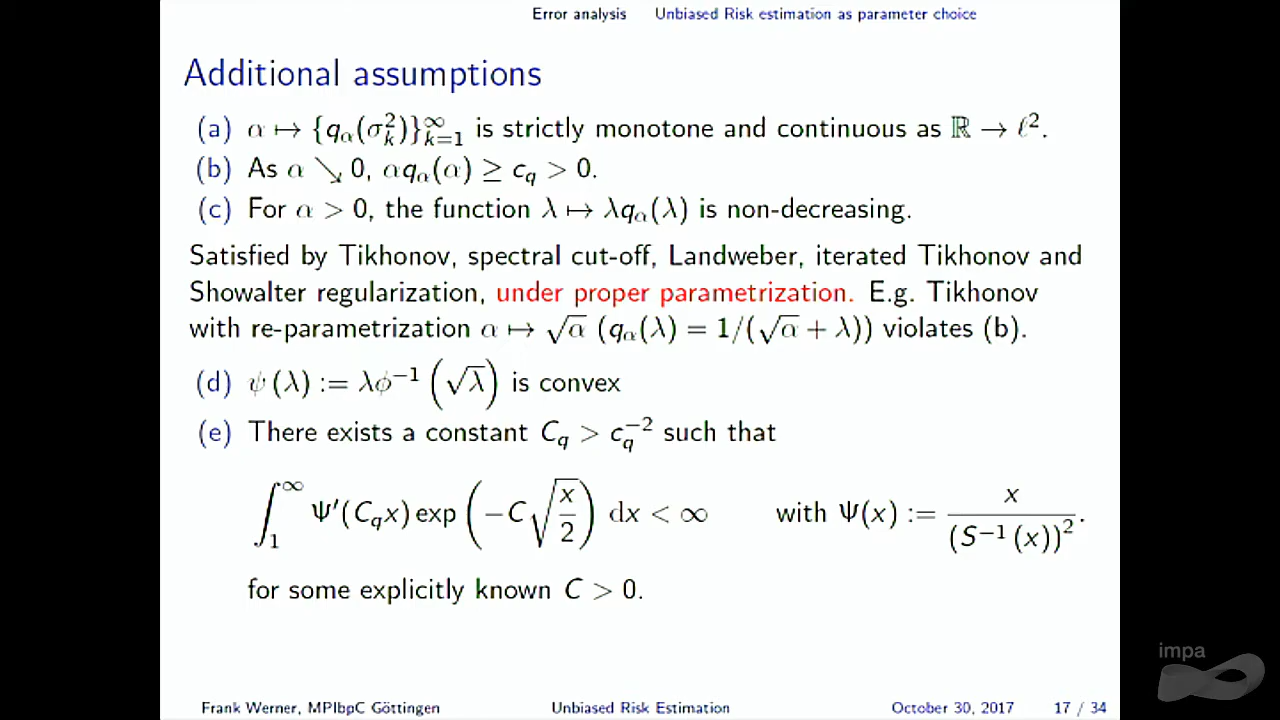 Error analysis Unbiased Risk estimation as parameter choice
Additional assumptions
(a) α ↦ {q_α(σ_k^2)}_{k=1}^∞ is strictly monotone and continuous as ℝ → ℓ^2.
(b) As α ↘ 0, αq_α(α) ≥ c_q > 0.
(c) For α > 0, the function λ ↦ λq_α(λ) is non-decreasing.
Satisfied by Tikhonov, spectral cut-off, Landweber, iterated Tikhonov and
Showalter regularization, under proper parametrization. E.g. Tikhonov
with re-parametrization α ↦ √α (q_α(λ) = 1/(√α + λ)) violates (b).
(d) ψ(λ) := λϕ^{-1}(√λ) is convex
(e) There exists a constant C_q > c_q^{-2} such that
∫_1^∞ Ψ′(C_q x) exp(−C√(x/2)) dx < ∞ with Ψ(x) := x/(S^{-1}(x))^2.
for some explicitly known C > 0.
impa
Frank Werner, MPIbpC Göttingen Unbiased Risk Estimation October 30, 2017 17 / 34